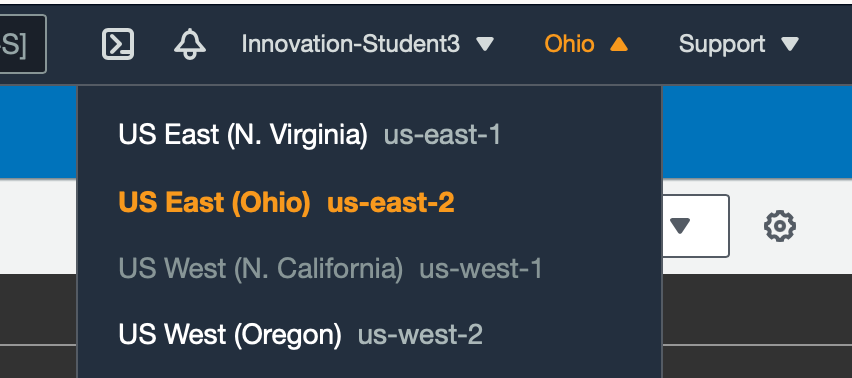 -S]
Innovation-Student3 Ohio Support
US East (N. Virginia) us-east-1
US East (Ohio) us-east-2
US West (N. California) us-west-1
US West (Oregon) us-west-2